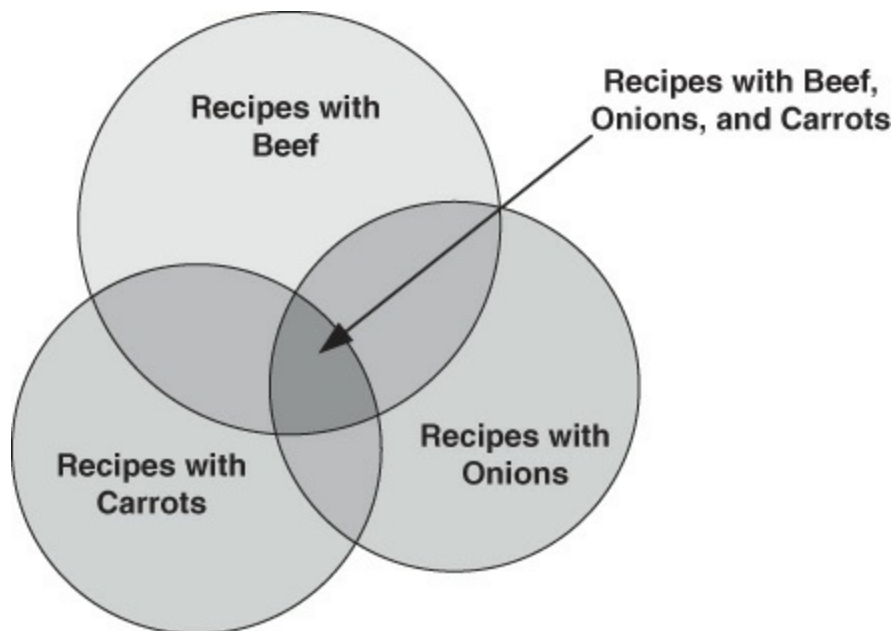 Recipes with
Beef
Recipes with Beef,
Onions, and Carrots
Recipes with
Carrots
Recipes with
Onions